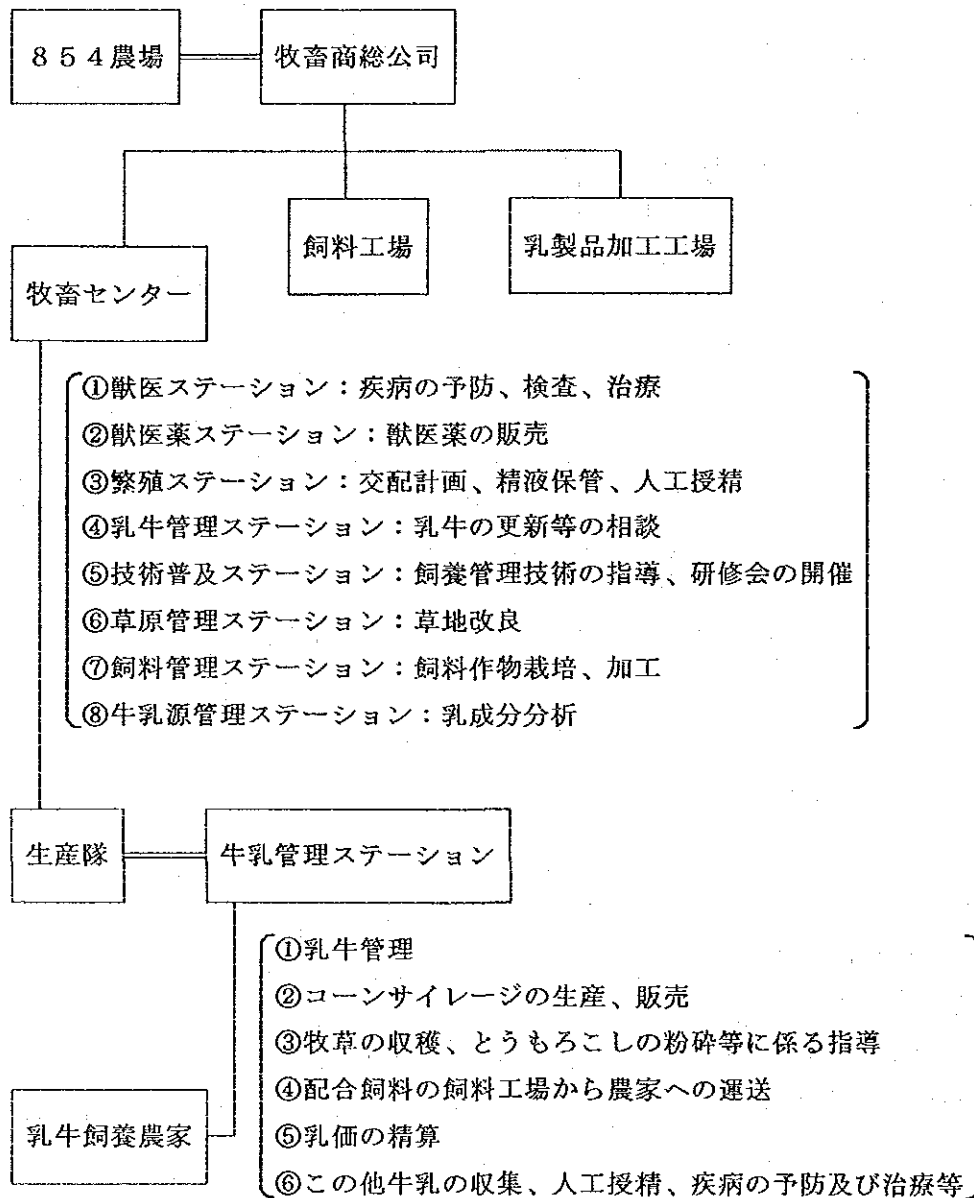 854農場
牧畜商総公司
牧畜センター
飼料工場
乳製品加工工場
①獣医ステーション：疾病の予防、検査、治療
②獣医薬ステーション：獣医薬の販売
③繁殖ステーション：交配計画、精液保管、人工授精
④乳牛管理ステーション：乳牛の更新等の相談
⑤技術普及ステーション：飼養管理技術の指導、研修会の開催
⑥草原管理ステーション：草地改良
⑦飼料管理ステーション：飼料作物栽培、加工
⑧牛乳源管理ステーション：乳成分分析
生産隊
牛乳管理ステーション
①乳牛管理
②コーンサイレージの生産、販売
③牧草の収穫、とうもろこしの粉砕等に係る指導
④配合飼料の飼料工場から農家への運送
⑤乳価の精算
⑥この他牛乳の収集、人工授精、疾病の予防及び治療等
乳牛飼養農家